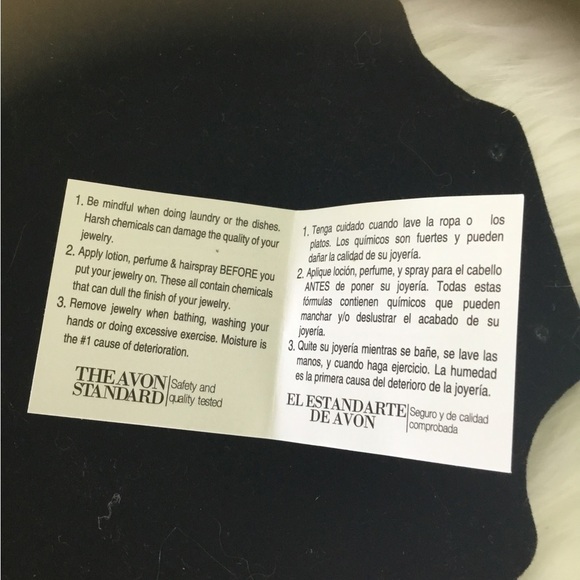 1. Be mindful when doing laundry or the dishes.
Harsh chemicals can damage the quality of your
jewelry.
2. Apply lotion, perfume & hairspray BEFORE you
put your jewelry on. These all contain chemicals
that can dull the finish of your jewelry.
3. Remove jewelry when bathing, washing your
hands or doing excessive exercise. Moisture is
the #1 cause of deterioration.
THE AVON
STANDARD
Safety and
quality tested
1. Tenga cuidado cuando lave la ropa o los
platos. Los químicos son fuertes y pueden
dañar la calidad de su joyería.
2. Aplique loción, perfume, y spray para el cabello
ANTES de poner su joyería. Todas estas
fórmulas contienen químicos que pueden
manchar y/o deslustrar el acabado de su
joyería.
3. Quite su joyería mientras se bañe, se lave las
manos, y cuando haga ejercicio. La humedad
es la primera causa del deterioro de la joyería.
EL ESTANDARTE
DE AVON
Seguro y de calidad
comprobada